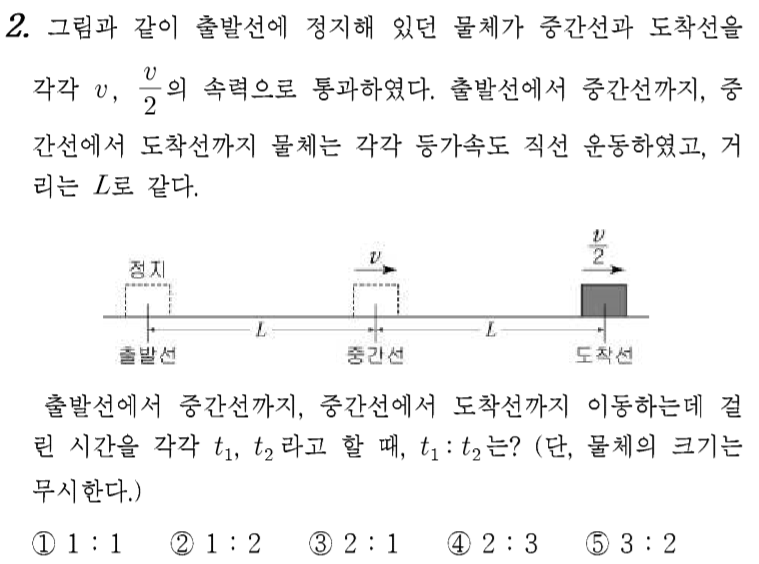 2. 그림과 같이 출발선에 정지해 있던 물체가 중간선과 도착선을
각각 v, v/2의 속력으로 통과하였다. 출발선에서 중간선까지, 중
간선에서 도착선까지 물체는 각각 등가속도 직선 운동하였고, 거
리는 L로 같다.
정지 v v/2
L L
출발선 중간선 도착선
출발선에서 중간선까지, 중간선에서 도착선까지 이동하는데 걸
린 시간을 각각 t₁, t₂라고 할 때, t₁ : t₂는? (단, 물체의 크기는
무시한다.)
① 1 : 1 ② 1 : 2 ③ 2 : 1 ④ 2 : 3 ⑤ 3 : 2